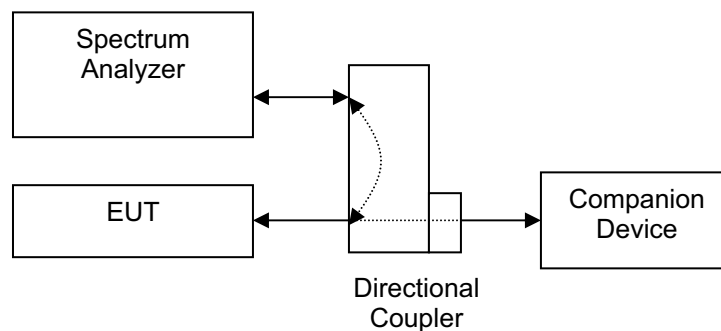 Spectrum
Analyzer
EUT
Companion
Device
Directional
Coupler